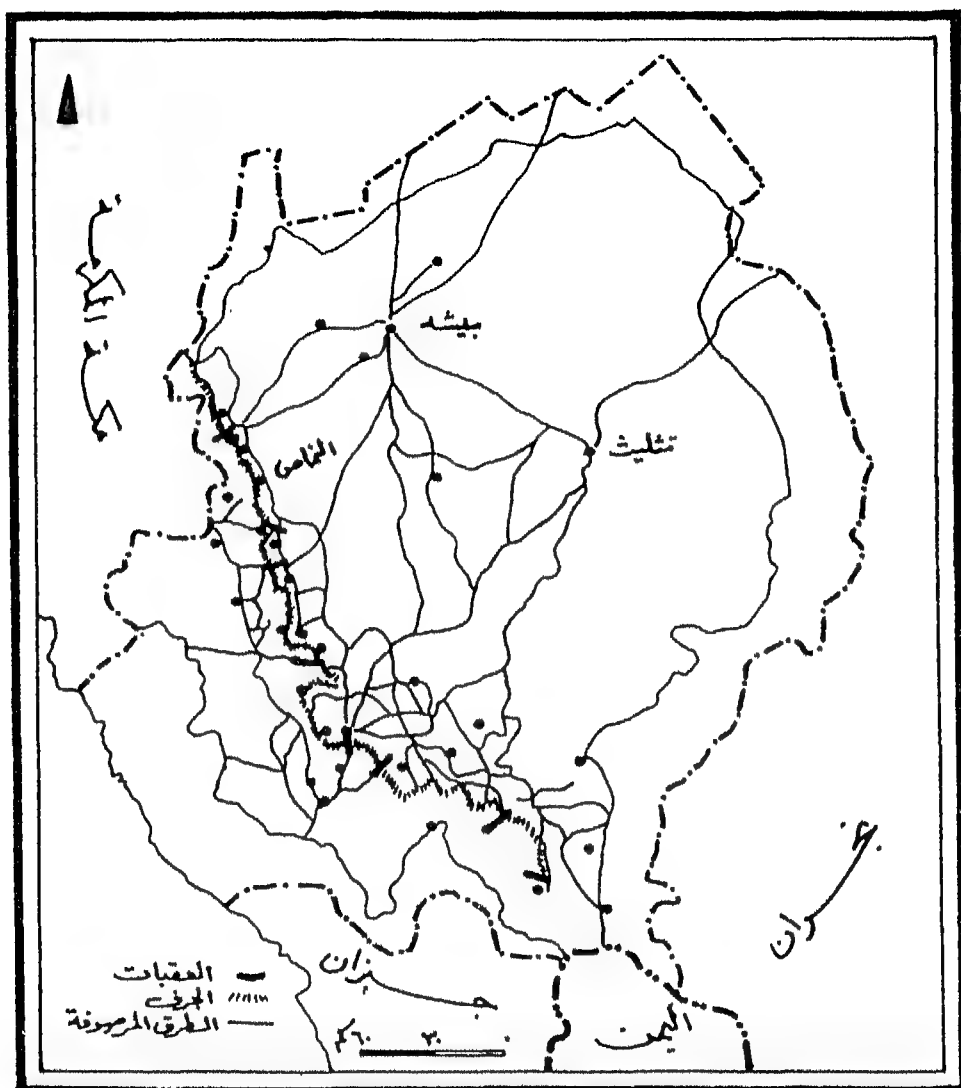 بيشه
تثليث
النماص
نجران
جيزان
اليمن
العقبات
الجرف
الطرق المرصوفة
٠ ٣٠ ٦٠ كم